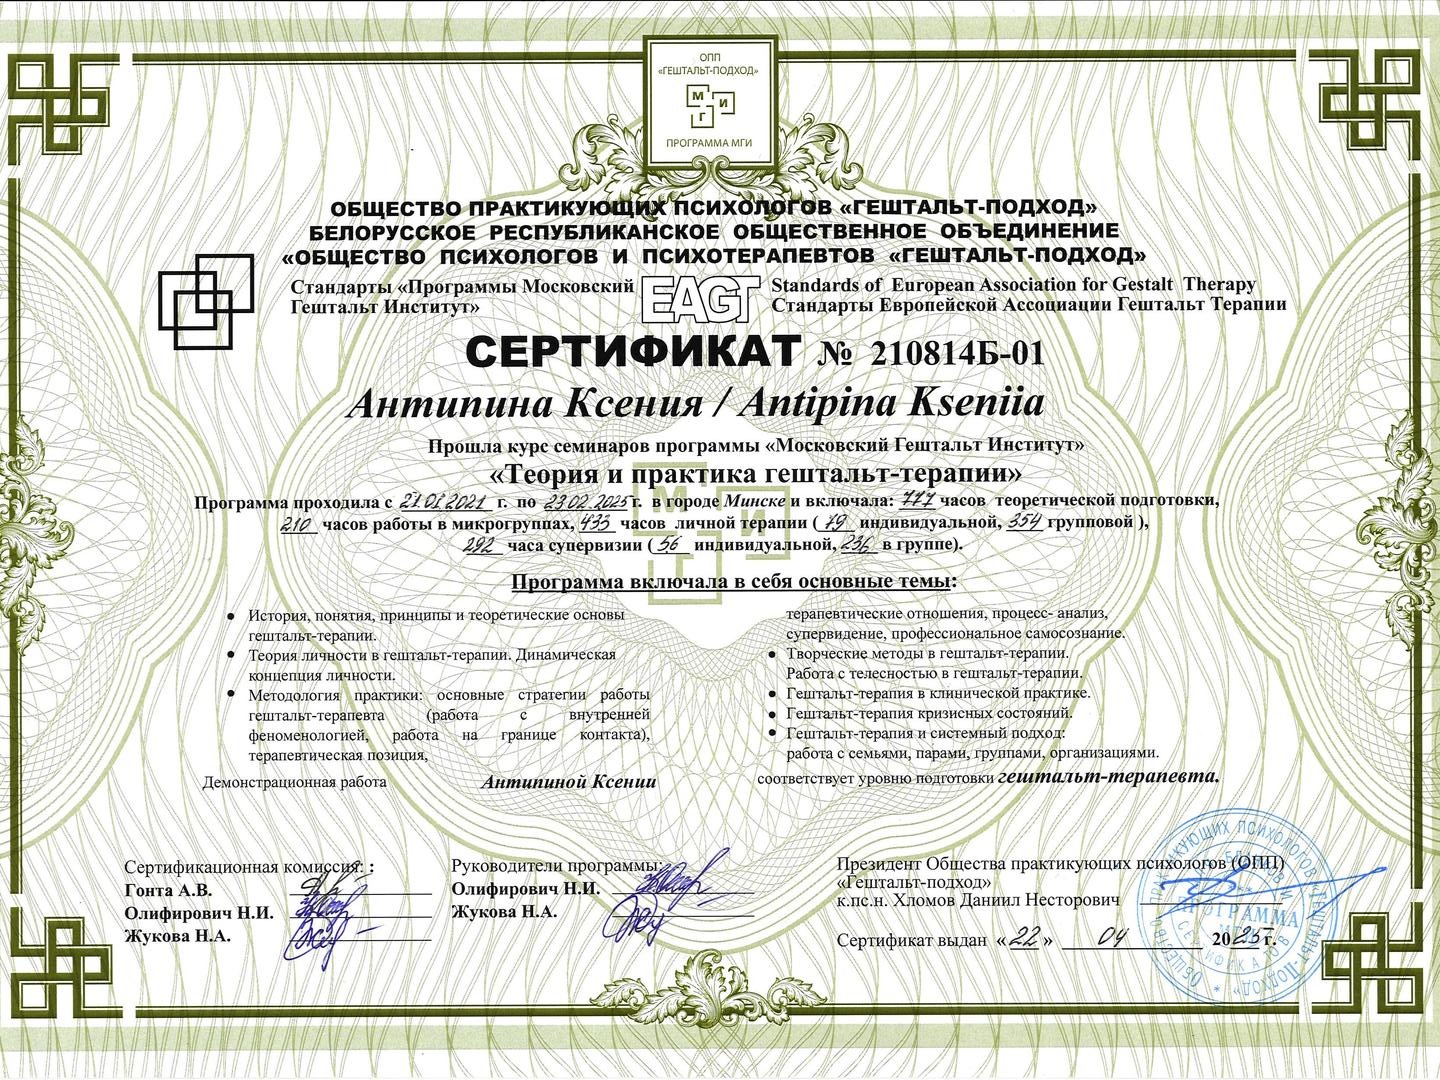 ОПП
«ГЕШТАЛЬТ-ПОДХОД»
М И Г
ПРОГРАММА МГИ
ОБЩЕСТВО ПРАКТИКУЮЩИХ ПСИХОЛОГОВ «ГЕШТАЛЬТ-ПОДХОД»
БЕЛОРУССКОЕ РЕСПУБЛИКАНСКОЕ ОБЩЕСТВЕННОЕ ОБЪЕДИНЕНИЕ
«ОБЩЕСТВО ПСИХОЛОГОВ И ПСИХОТЕРАПЕВТОВ «ГЕШТАЛЬТ-ПОДХОД»
Стандарты «Программы Московский
Гештальт Институт»
EAGT
Standards of European Association for Gestalt Therapy
Стандарты Европейской Ассоциации Гештальт Терапии
СЕРТИФИКАТ № 210814Б-01
Антипина Ксения / Antipina Kseniia
Прошла курс семинаров программы «Московский Гештальт Институт»
«Теория и практика гештальт-терапии»
Программа проходила с 21.01.2021 г. по 23.02.2025 г. в городе Минске и включала: 777 часов теоретической подготовки,
210 часов работы в микрогруппах, 433 часов личной терапии ( 79 индивидуальной, 354 групповой ),
292 часа супервизии ( 56 индивидуальной, 236 в группе).
Программа включала в себя основные темы:
• История, понятия, принципы и теоретические основы
гештальт-терапии.
• Теория личности в гештальт-терапии. Динамическая
концепция личности.
• Методология практики: основные стратегии работы
гештальт-терапевта (работа с внутренней
феноменологией, работа на границе контакта),
терапевтическая позиция,
терапевтические отношения, процесс- анализ,
супервидение, профессиональное самосознание.
• Творческие методы в гештальт-терапии.
Работа с телесностью в гештальт-терапии.
• Гештальт-терапия в клинической практике.
• Гештальт-терапия кризисных состояний.
• Гештальт-терапия и системный подход:
работа с семьями, парами, группами, организациями.
Демонстрационная работа Антипиной Ксении соответствует уровню подготовки гештальт-терапевта.
Сертификационная комиссия: :
Гонта А.В.
Олифирович Н.И.
Жукова Н.А.
Руководители программы:
Олифирович Н.И.
Жукова Н.А.
Президент Общества практикующих психологов (ОПП)
«Гештальт-подход»
к.пс.н. Хломов Даниил Несторович
Сертификат выдан «22» 04 2025 г.
ОБЩЕСТВО ПРАКТИКУЮЩИХ ПСИХОЛОГОВ «ГЕШТАЛЬТ-ПОДХОД»
ПРОГРАММА
СЕРТИФИКАТОВ